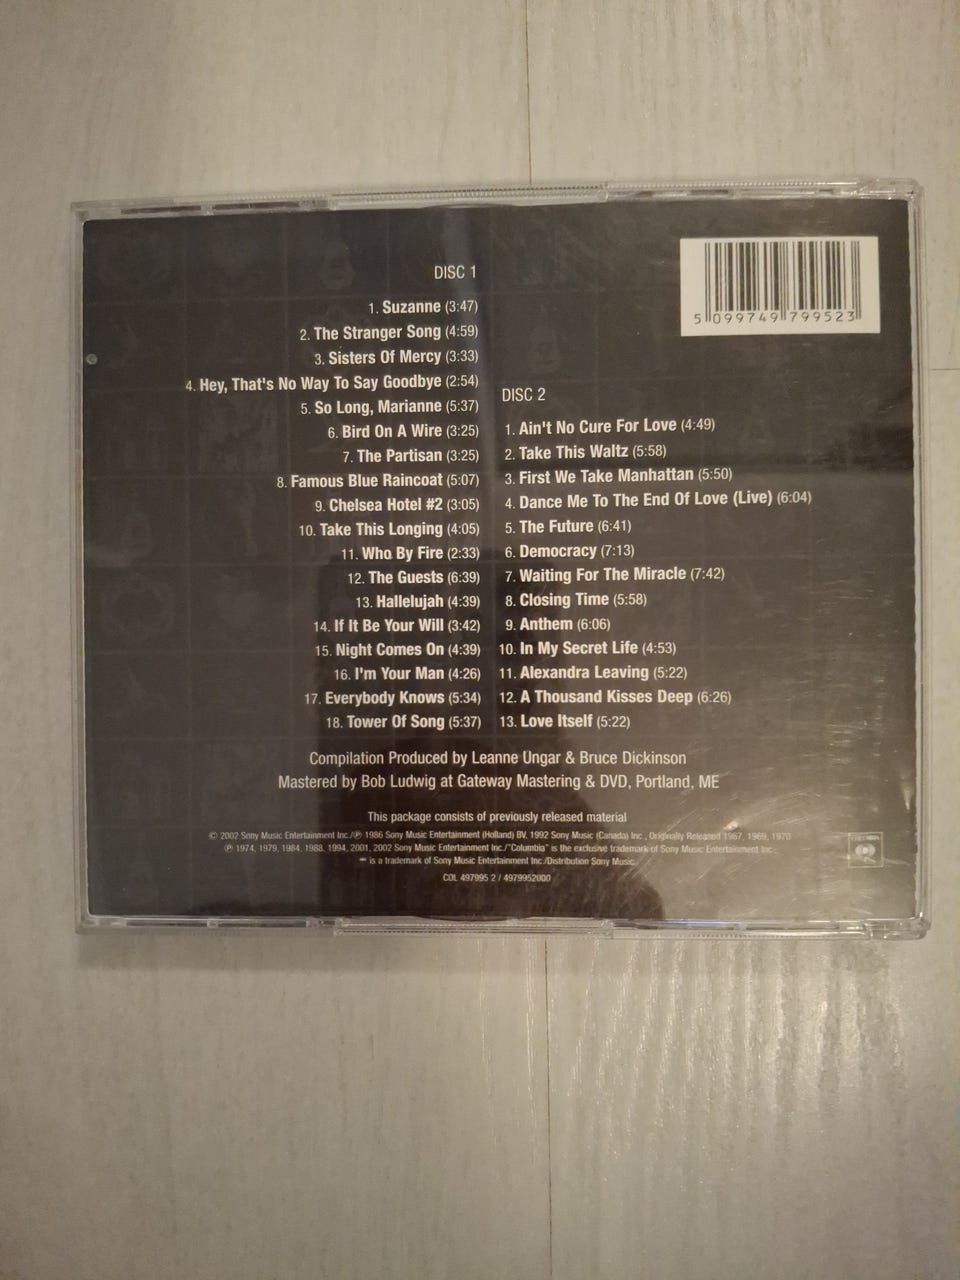 5 099749 799523
DISC 1
1. Suzanne (3:47)
2. The Stranger Song (4:59)
3. Sisters Of Mercy (3:33)
4. Hey, That's No Way To Say Goodbye (2:54)
5. So Long, Marianne (5:37)
6. Bird On A Wire (3:25)
7. The Partisan (3:25)
8. Famous Blue Raincoat (5:07)
9. Chelsea Hotel #2 (3:05)
10. Take This Longing (4:05)
11. Who By Fire (2:33)
12. The Guests (6:39)
13. Hallelujah (4:39)
14. If It Be Your Will (3:42)
15. Night Comes On (4:39)
16. I'm Your Man (4:26)
17. Everybody Knows (5:34)
18. Tower Of Song (5:37)
DISC 2
1. Ain't No Cure For Love (4:49)
2. Take This Waltz (5:58)
3. First We Take Manhattan (5:50)
4. Dance Me To The End Of Love (Live) (6:04)
5. The Future (6:41)
6. Democracy (7:13)
7. Waiting For The Miracle (7:42)
8. Closing Time (5:58)
9. Anthem (6:06)
10. In My Secret Life (4:53)
11. Alexandra Leaving (5:22)
12. A Thousand Kisses Deep (6:26)
13. Love Itself (5:22)
Compilation Produced by Leanne Ungar & Bruce Dickinson
Mastered by Bob Ludwig at Gateway Mastering & DVD, Portland, ME
This package consists of previously released material
© 2002 Sony Music Entertainment Inc./℗ 1986 Sony Music Entertainment (Holland) BV, 1992 Sony Music (Canada) Inc., Originally Released 1967, 1969, 1970
℗ 1974, 1979, 1984, 1988, 1994, 2001, 2002 Sony Music Entertainment Inc./"Columbia" is the exclusive trademark of Sony Music Entertainment Inc.
is a trademark of Sony Music Entertainment Inc./Distribution Sony Music.
COL 497995 2 / 4979952000